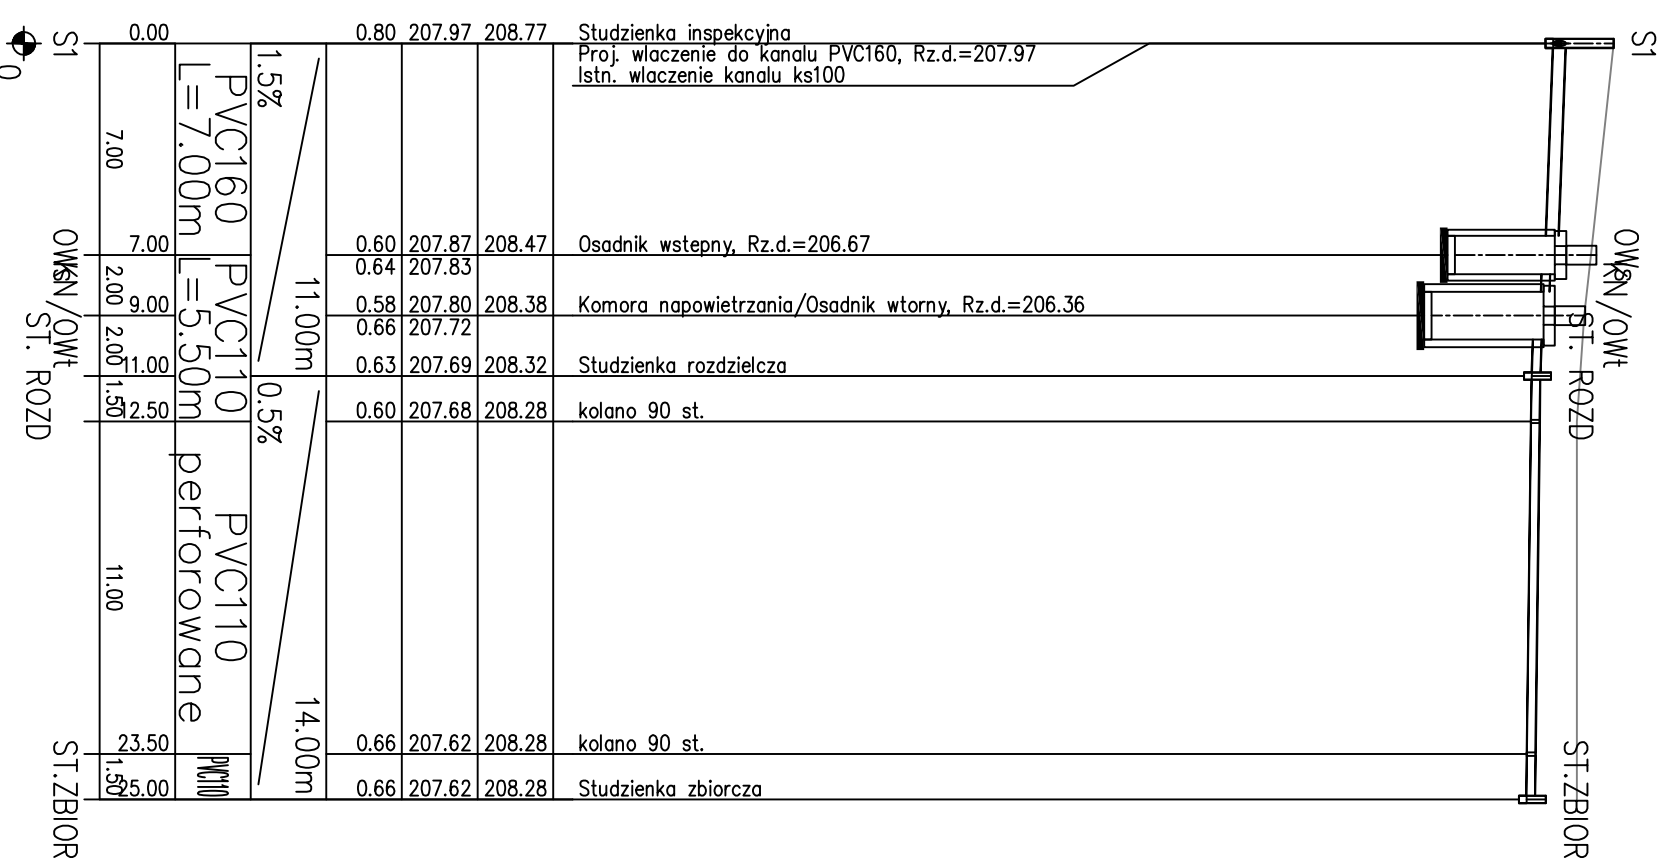 S1
0.00
0.80
207.97
208.77
Studzienka inspekcyjna
Proj. wlaczenie do kanalu PVC160, Rz.d.=207.97
Istn. wlaczenie kanalu ks100
S1
0
1.5%
11.00m
PVC160
L=7.00m
7.00
7.00
0.60
207.87
208.47
Osadnik wstepny, Rz.d.=206.67
0.64
207.83
2.00
9.00
0.58
207.80
208.38
Komora napowietrzania/Osadnik wtorny, Rz.d.=206.36
0.66
207.72
PVC110
L=5.50m
2.00
11.00
0.63
207.69
208.32
Studzienka rozdzielcza
KN/OWt
KN/OWt
ST. ROZD
ST. ROZD
0.5%
14.00m
1.50
12.50
0.60
207.68
208.28
kolano 90 st.
PVC110
perforowane
11.00
23.50
0.66
207.62
208.28
kolano 90 st.
PVC110
1.50
25.00
0.66
207.62
208.28
Studzienka zbiorcza
ST.ZBIOR
ST.ZBIOR